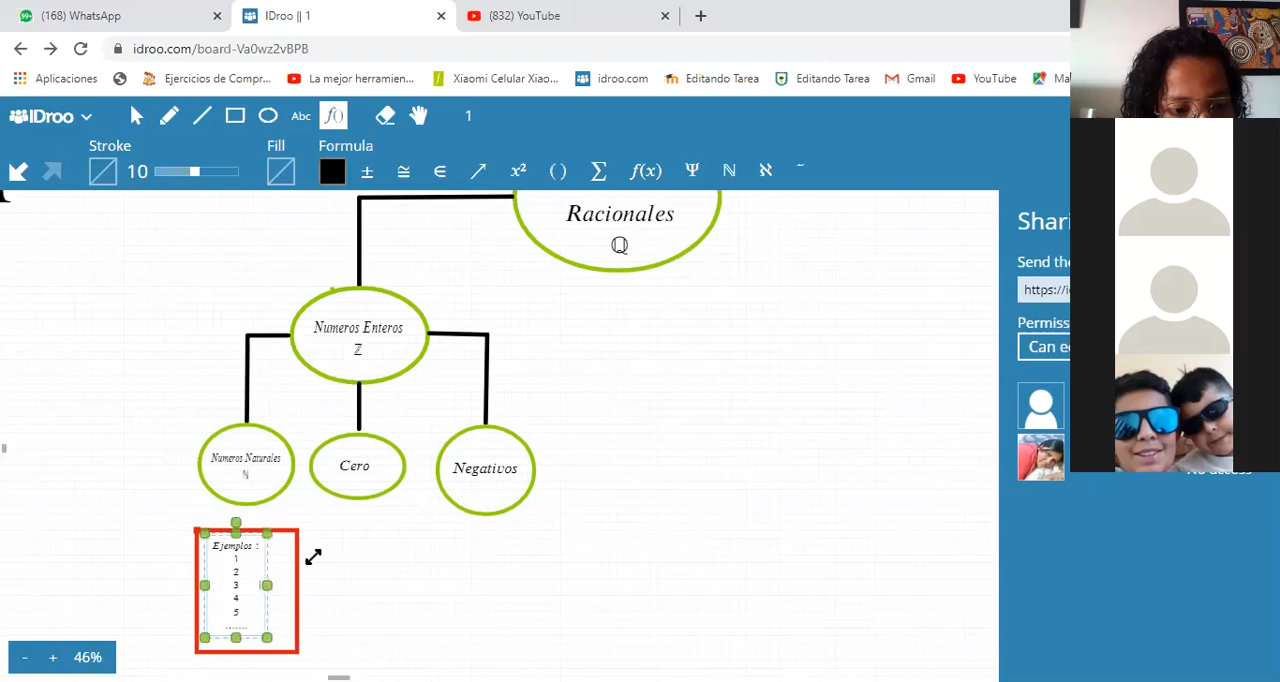 (168) WhatsApp
IDroo || 1
(832) YouTube
idroo.com/board-Va0wz2vBPB
Aplicaciones
Ejercicios de Compr...
La mejor herramien...
Xiaomi Celular Xiao...
idroo.com
Editando Tarea
Editando Tarea
Gmail
YouTube
IDroo
Abc
f()
1
Stroke
Fill
Formula
10
± ≅ ∈ x² ( ) ∑ f(x) Ψ ℕ ℵ
Racionales
ℚ
Numeros Enteros
ℤ
Numeros Naturales
ℕ
Cero
Negativos
Ejemplos :
1
2
3
4
5
.......
- + 46%
Shari
Send the
https://i
Permiss
Can e